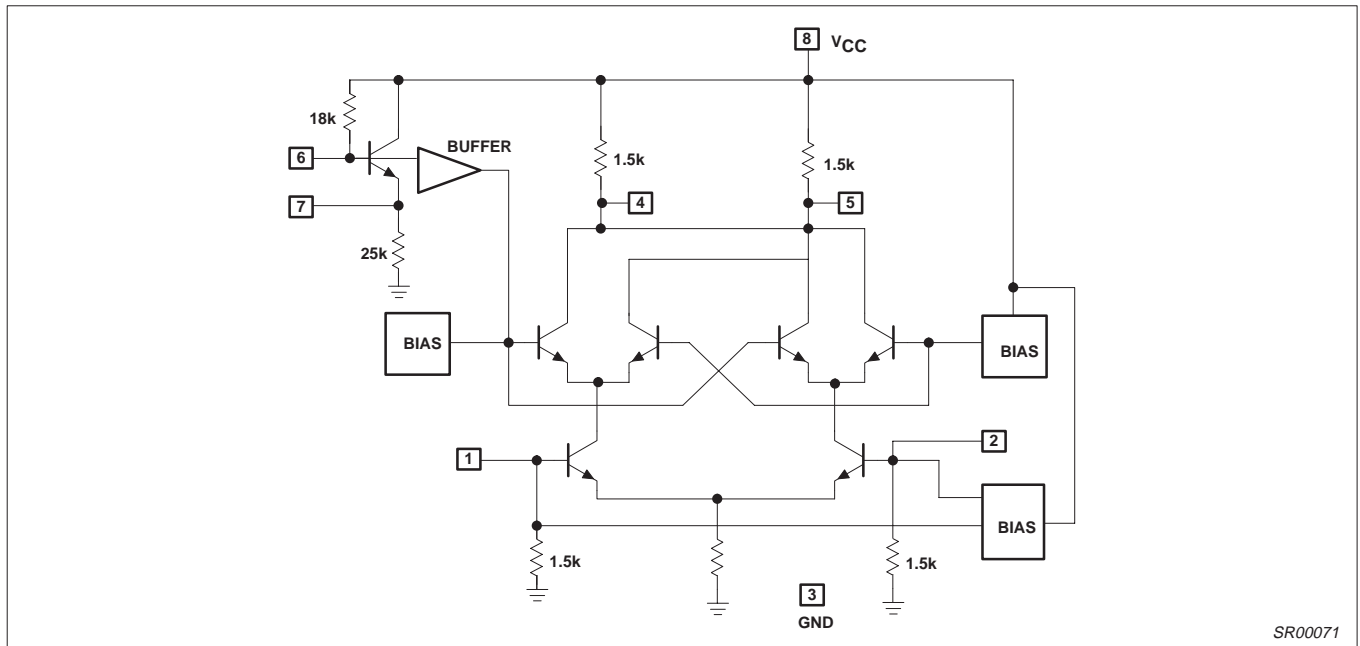 8 VCC
18k
BUFFER
6
1.5k
1.5k
7
4
5
25k
BIAS
BIAS
1
2
BIAS
1.5k
1.5k
3
GND
SR00071